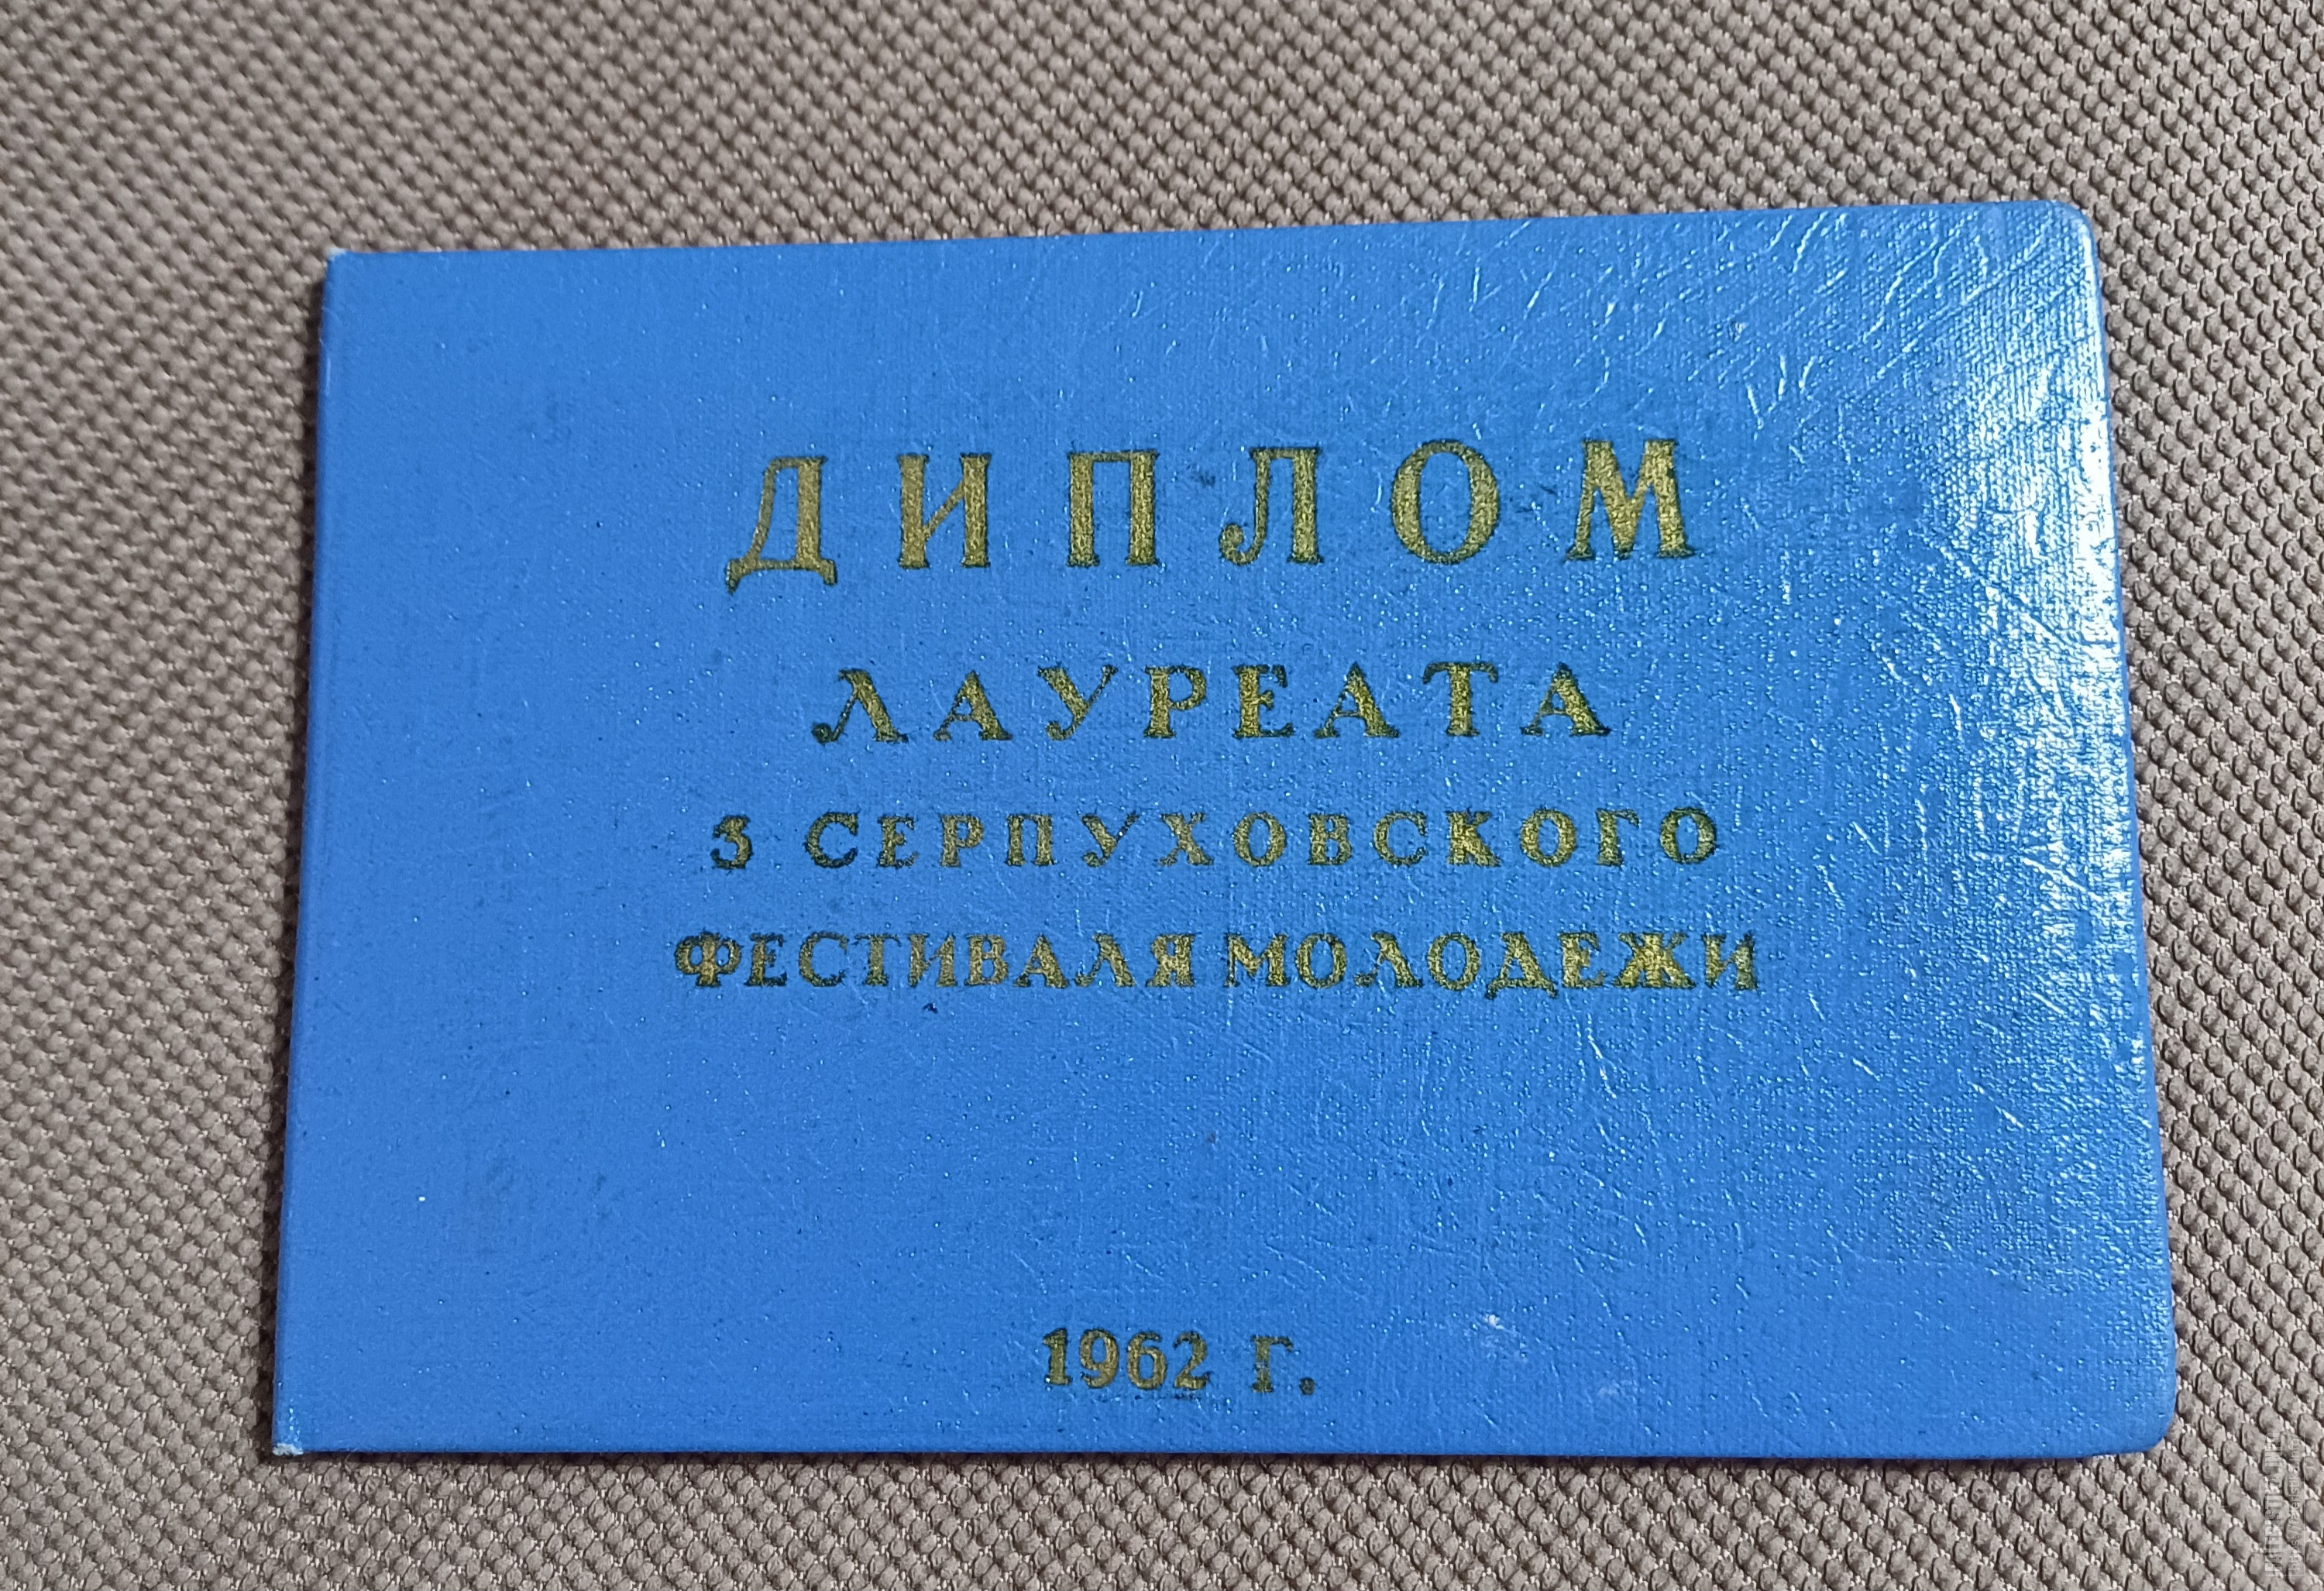 ДИПЛОМ
ЛАУРЕАТА
3 СЕРПУХОВСКОГО
ФЕСТИВАЛЯ МОЛОДЕЖИ
1962 Г.